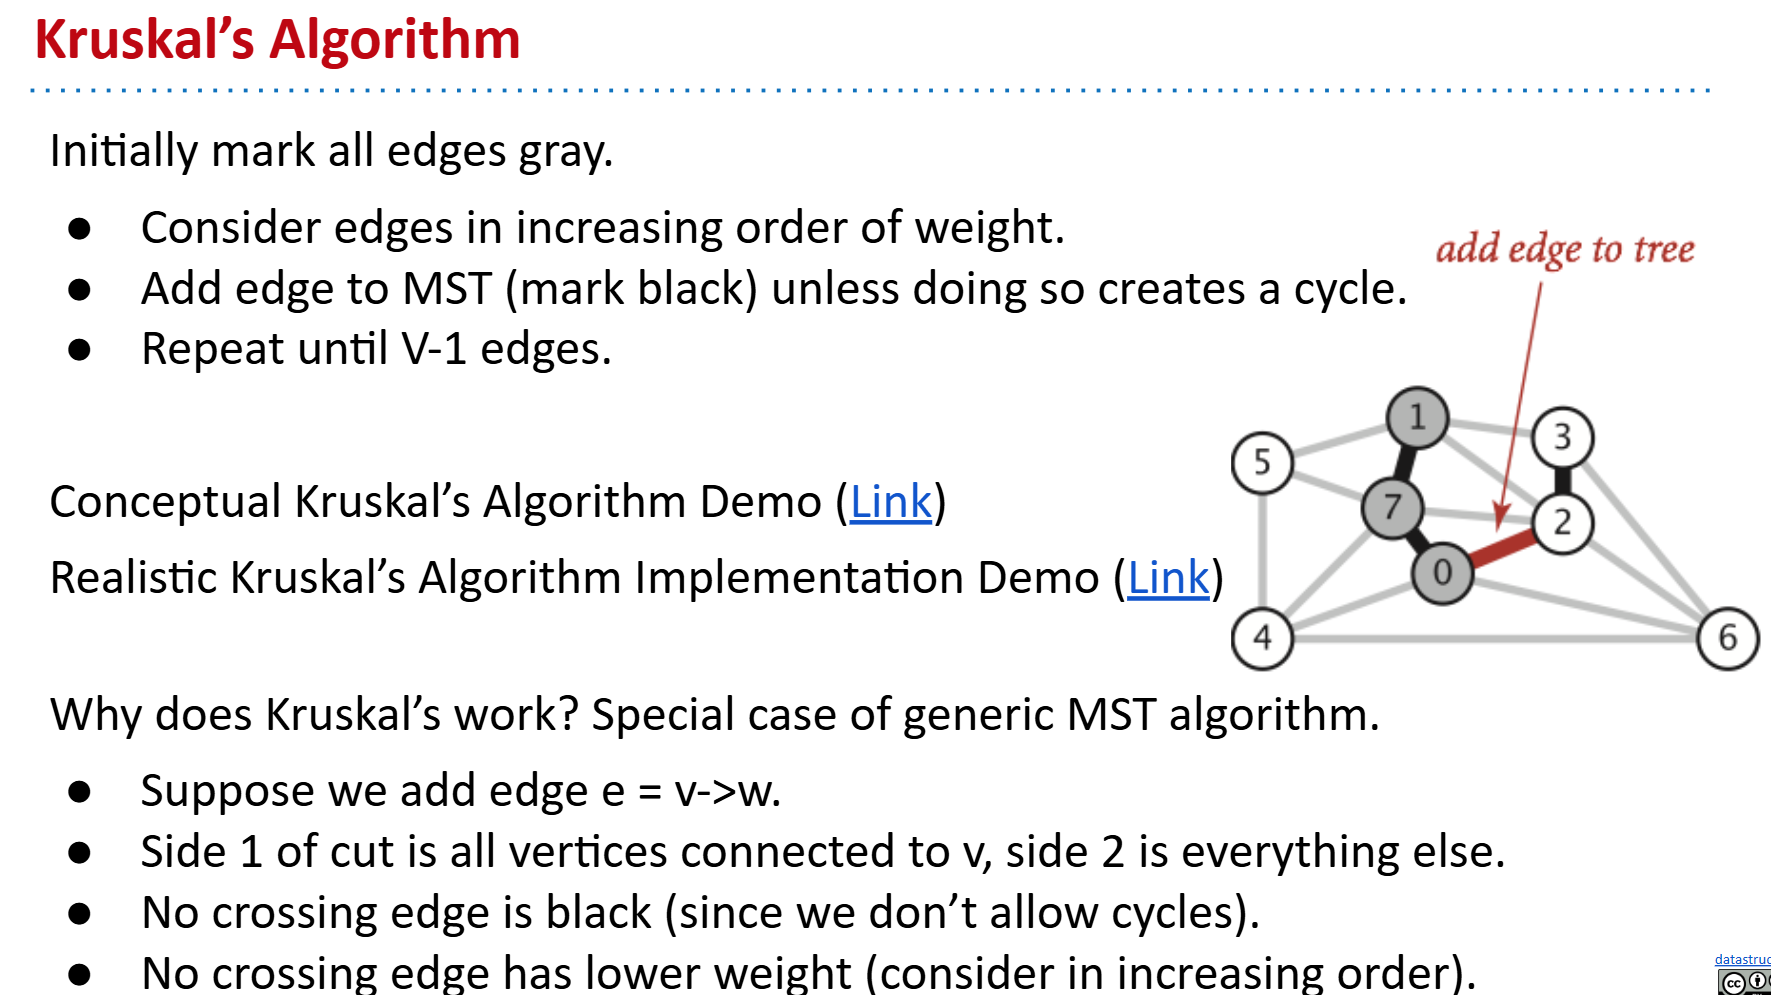 Kruskal's Algorithm
Initially mark all edges gray.
● Consider edges in increasing order of weight.
● Add edge to MST (mark black) unless doing so creates a cycle.
● Repeat until V-1 edges.
add edge to tree
1
3
5
7
2
0
4
6
Conceptual Kruskal's Algorithm Demo (Link)
Realistic Kruskal's Algorithm Implementation Demo (Link)
Why does Kruskal's work? Special case of generic MST algorithm.
● Suppose we add edge e = v->w.
● Side 1 of cut is all vertices connected to v, side 2 is everything else.
● No crossing edge is black (since we don't allow cycles).
● No crossing edge has lower weight (consider in increasing order).
datastruc
cc